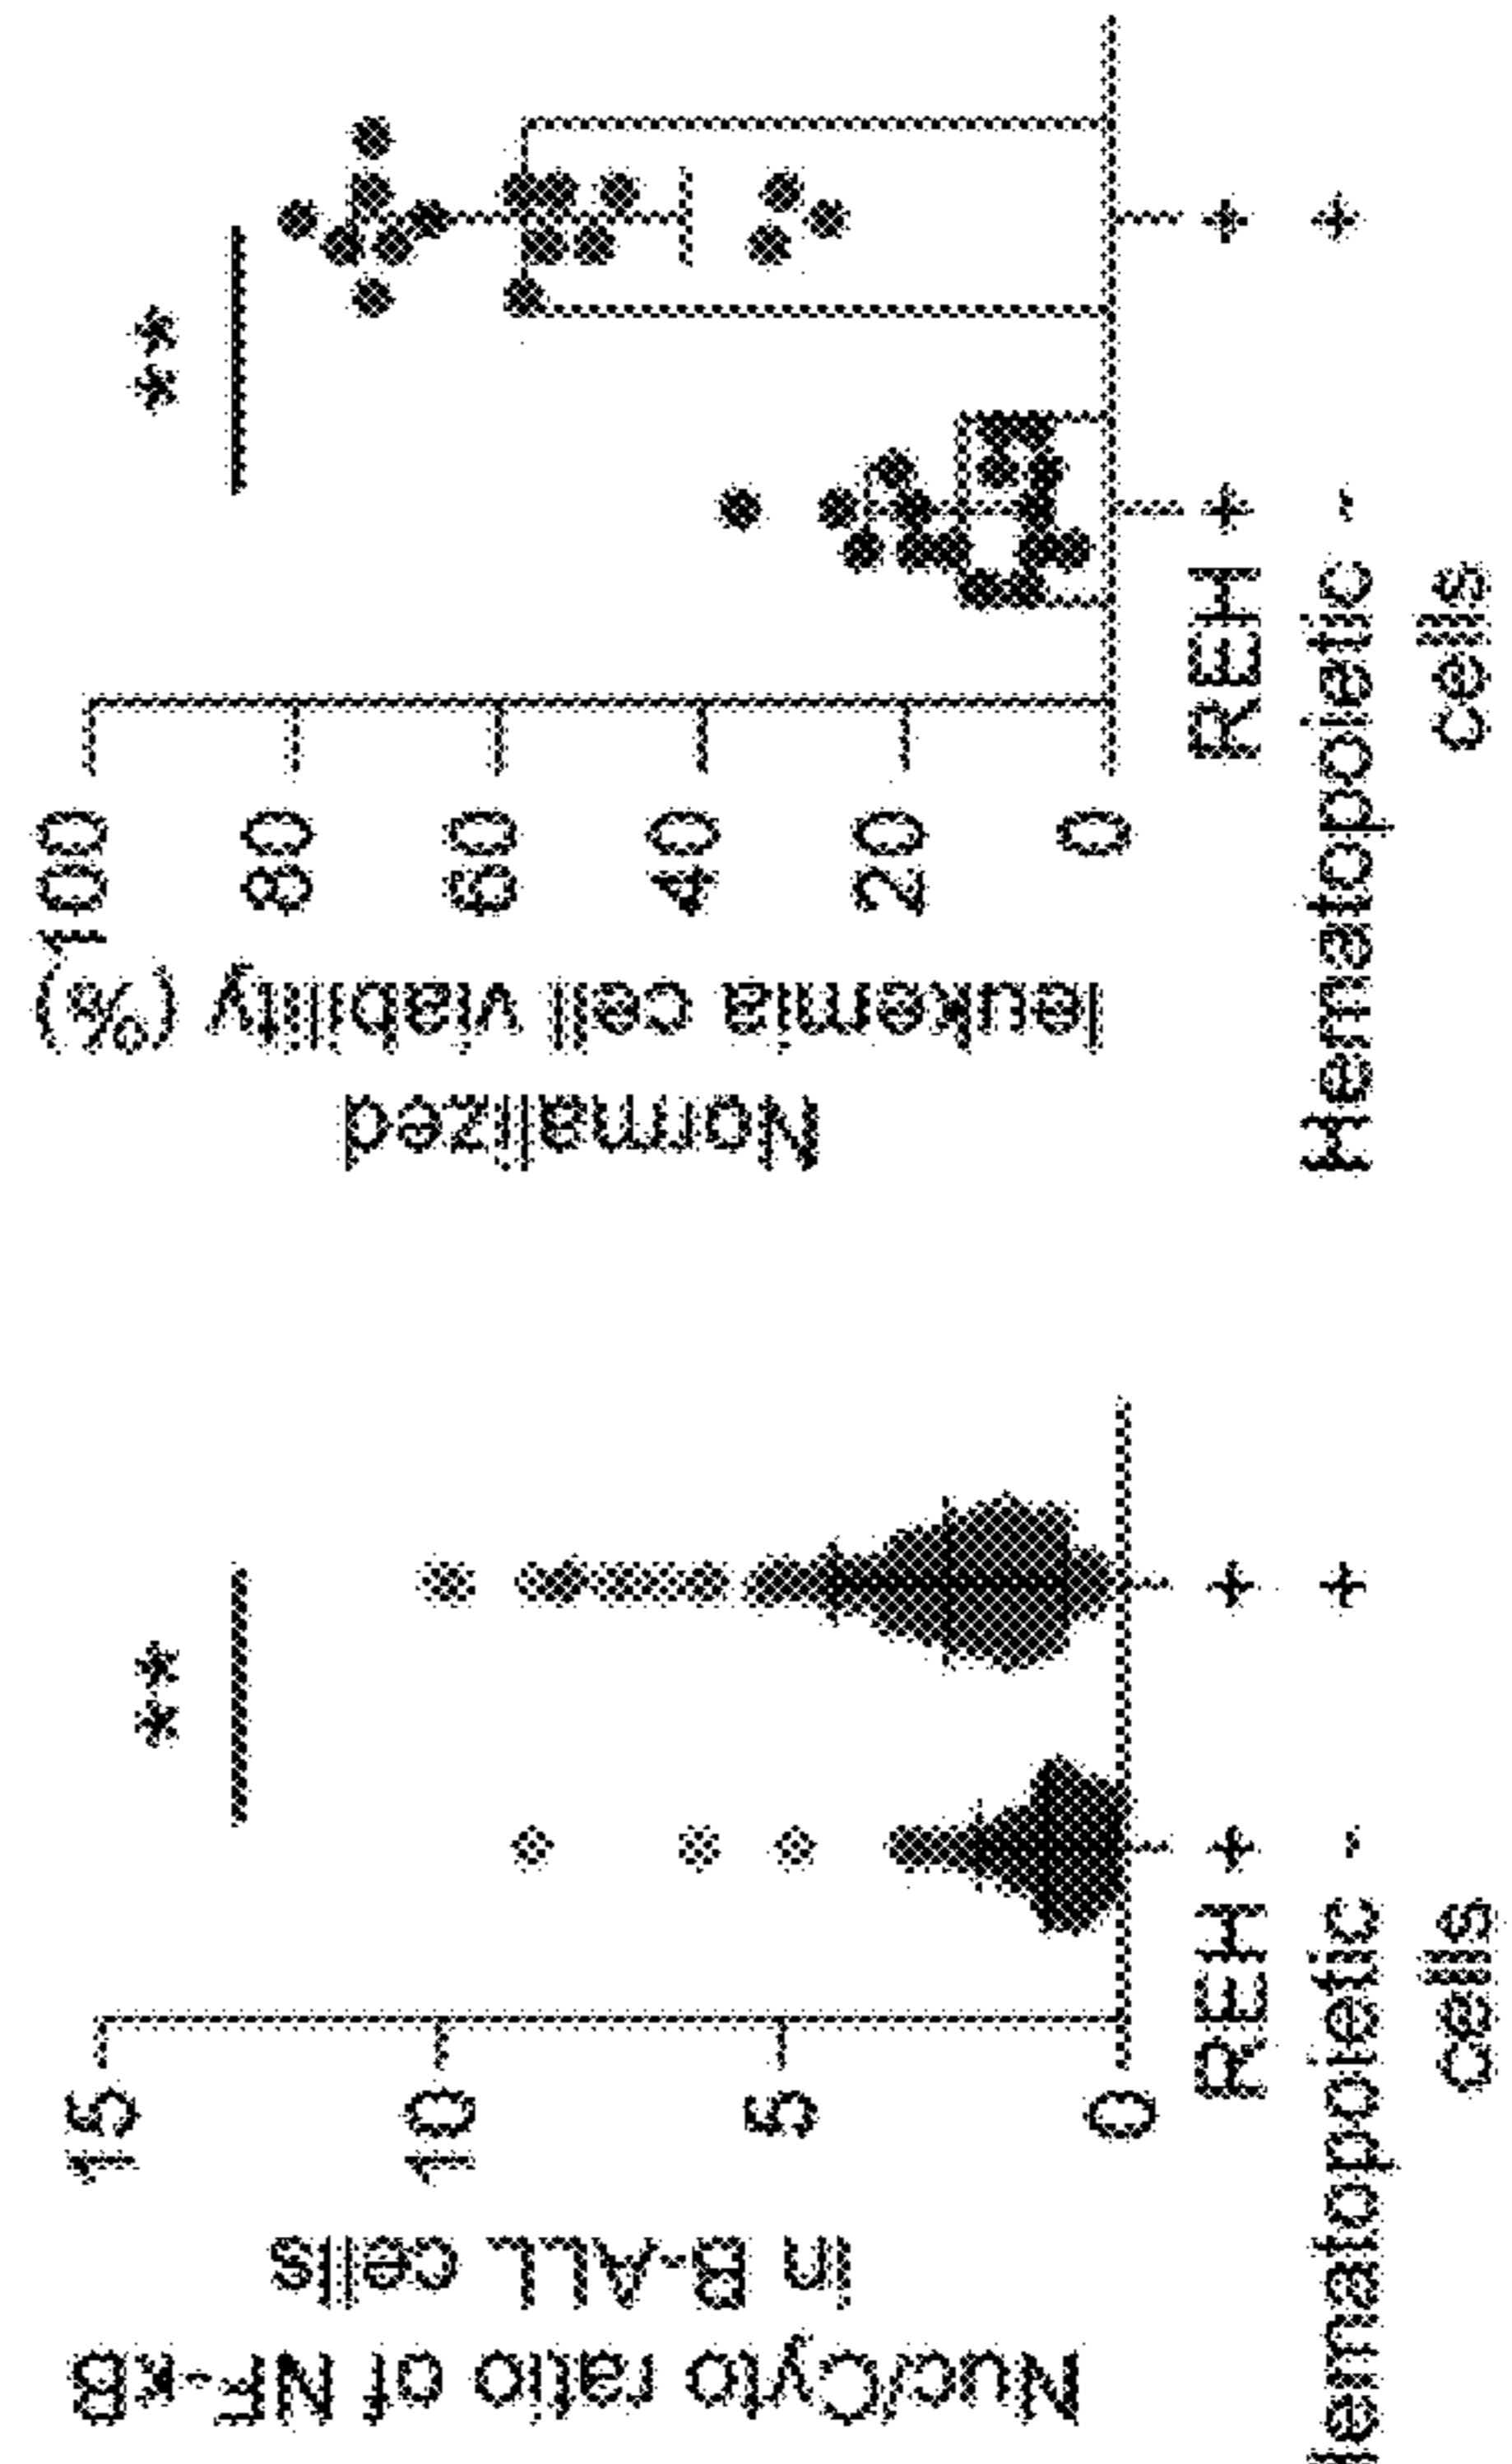 Nuc/Cyto ratio of NF-κB
in B-ALL cells
15
10
5
0
**
REH + +
ematopoietic - +
cells
Normalized
leukemia cell viability (%)
100
80
60
40
20
0
**
REH + +
Hematopoietic - +
cells